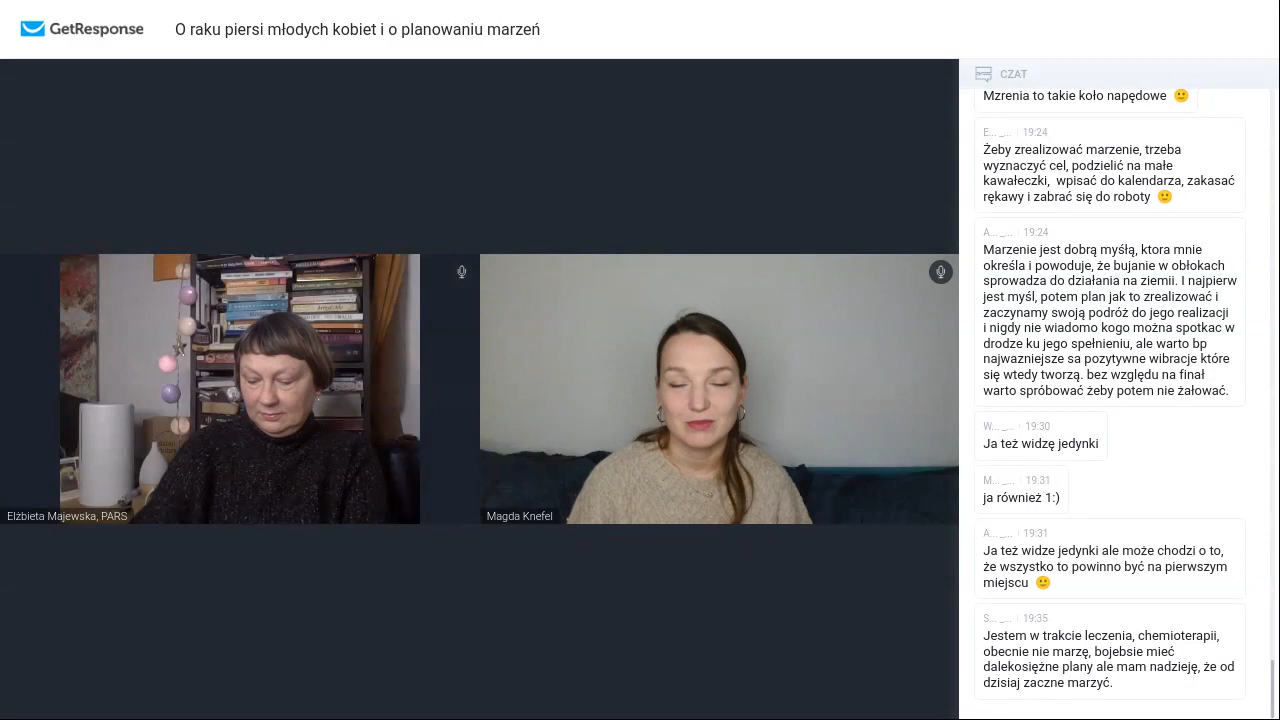 GetResponse
O raku piersi młodych kobiet i o planowaniu marzeń
Elżbieta Majewska, PARS
Magda Knefel
CZAT
Mzrenia to takie koło napędowe 🙂
E... _... 19:24
Żeby zrealizować marzenie, trzeba
wyznaczyć cel, podzielić na małe
kawałeczki, wpisać do kalendarza, zakasać
rękawy i zabrać się do roboty 🙂
A... _... 19:24
Marzenie jest dobrą myśłą, ktora mnie
określa i powoduje, że bujanie w obłokach
sprowadza do działania na ziemii. I najpierw
jest myśl, potem plan jak to zrealizować i
zaczynamy swoją podróż do jego realizacji
i nigdy nie wiadomo kogo można spotkac w
drodze ku jego spełnieniu, ale warto bp
najwazniejsze sa pozytywne wibracje które
się wtedy tworzą. bez względu na finał
warto spróbować żeby potem nie żałować.
W... _... 19:30
Ja też widzę jedynki
M... _... 19:31
ja również 1:)
A... _... 19:31
Ja też widze jedynki ale może chodzi o to,
że wszystko to powinno być na pierwszym
miejscu 🙂
S... _... 19:35
Jestem w trakcie leczenia, chemioterapii,
obecnie nie marzę, bojebsie mieć
dalekosiężne plany ale mam nadzieję, że od
dzisiaj zaczne marzyć.